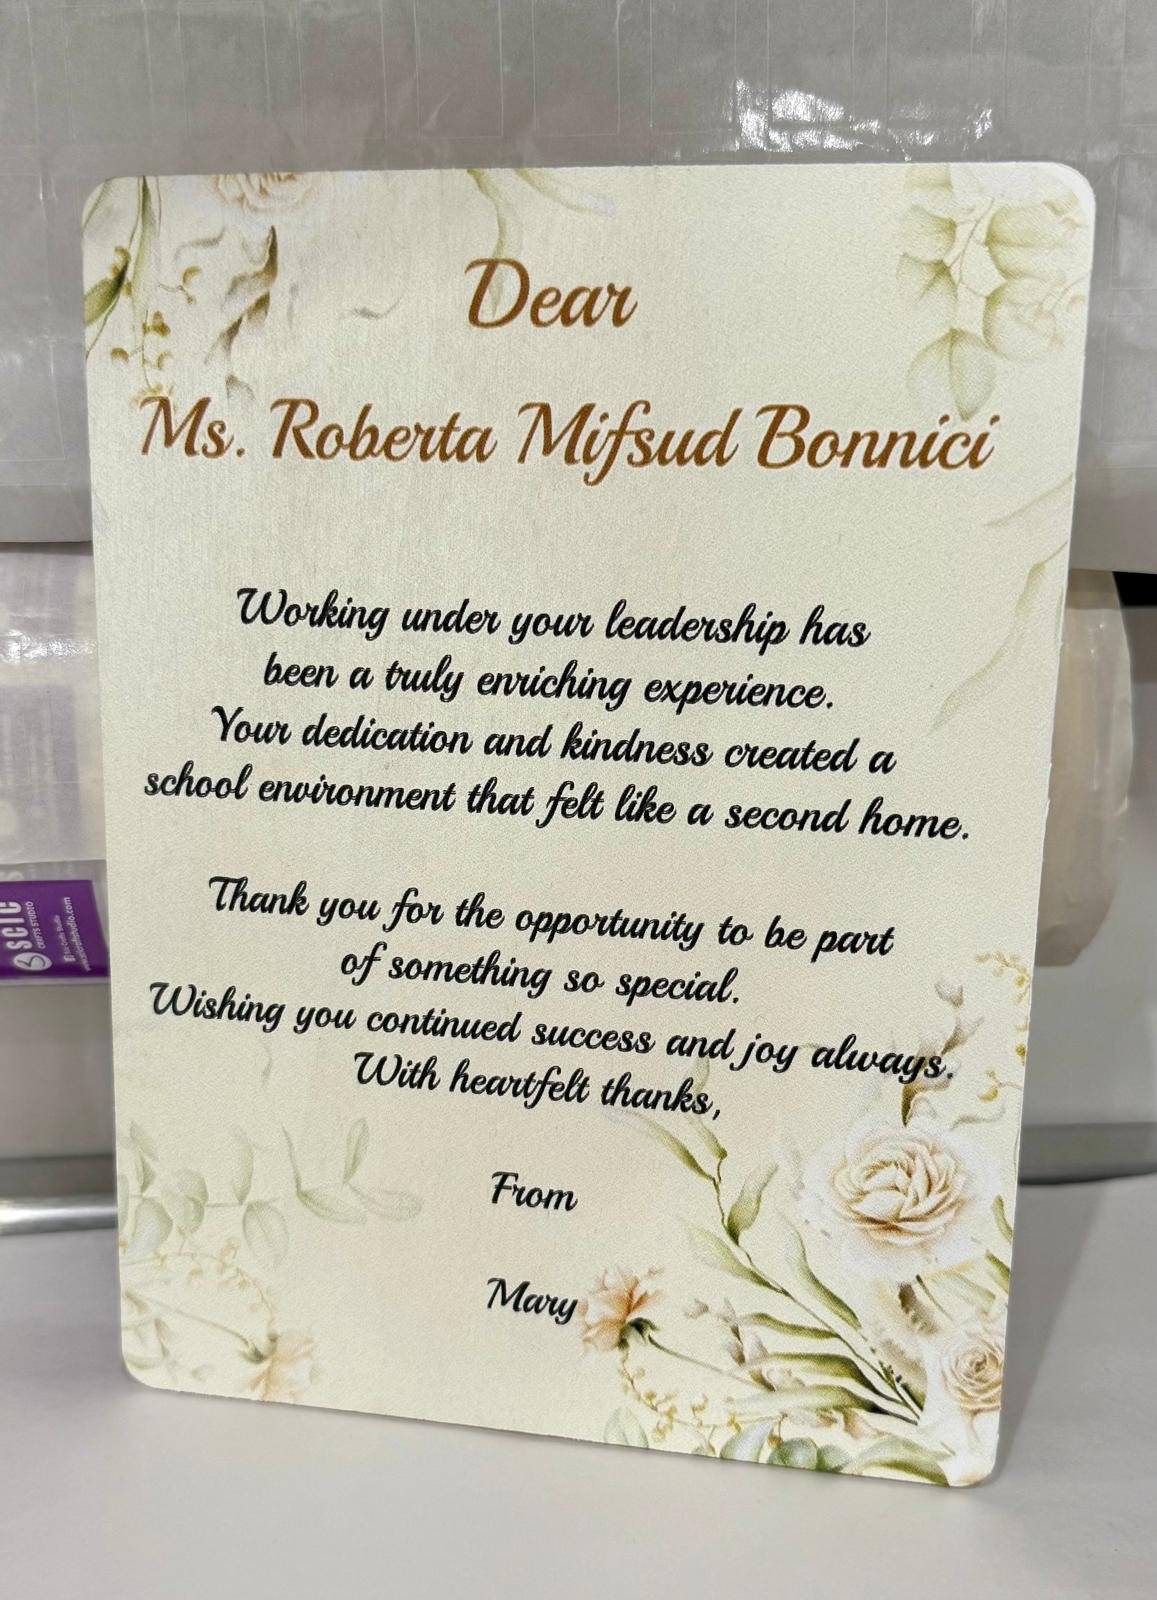 Dear
Ms. Roberta Mifsud Bonnici
Working under your leadership has
been a truly enriching experience.
Your dedication and kindness created a
school environment that felt like a second home.
Thank you for the opportunity to be part
of something so special.
Wishing you continued success and joy always.
With heartfelt thanks,
From
Mary
CRAFTS STUDIO